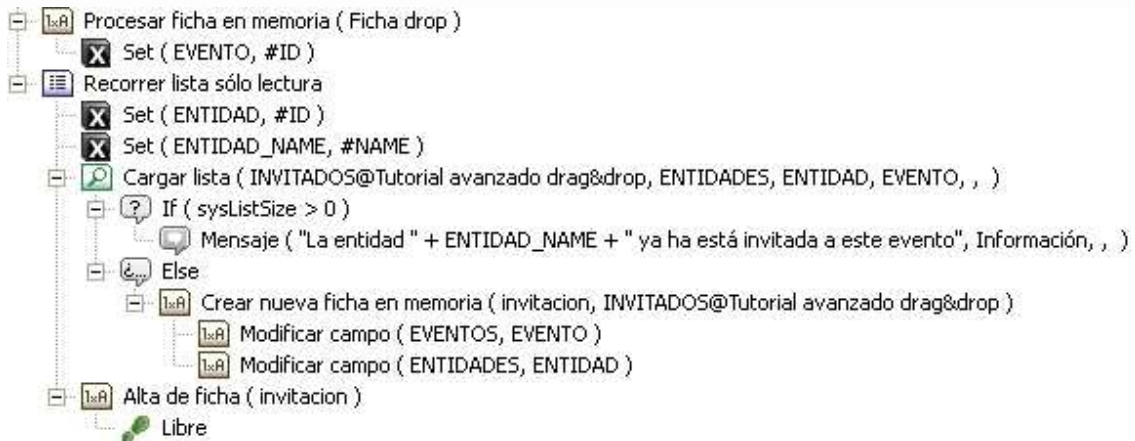 Procesar ficha en memoria ( Ficha drop )
Set ( EVENTO, #ID )
Recorrer lista sólo lectura
Set ( ENTIDAD, #ID )
Set ( ENTIDAD_NAME, #NAME )
Cargar lista ( INVITADOS@Tutorial avanzado drag&drop, ENTIDADES, ENTIDAD, EVENTO, , )
If ( sysListSize > 0 )
Mensaje ( "La entidad " + ENTIDAD_NAME + " ya ha está invitada a este evento", Información, , )
Else
Crear nueva ficha en memoria ( invitacion, INVITADOS@Tutorial avanzado drag&drop )
Modificar campo ( EVENTOS, EVENTO )
Modificar campo ( ENTIDADES, ENTIDAD )
Alta de ficha ( invitacion )
Libre